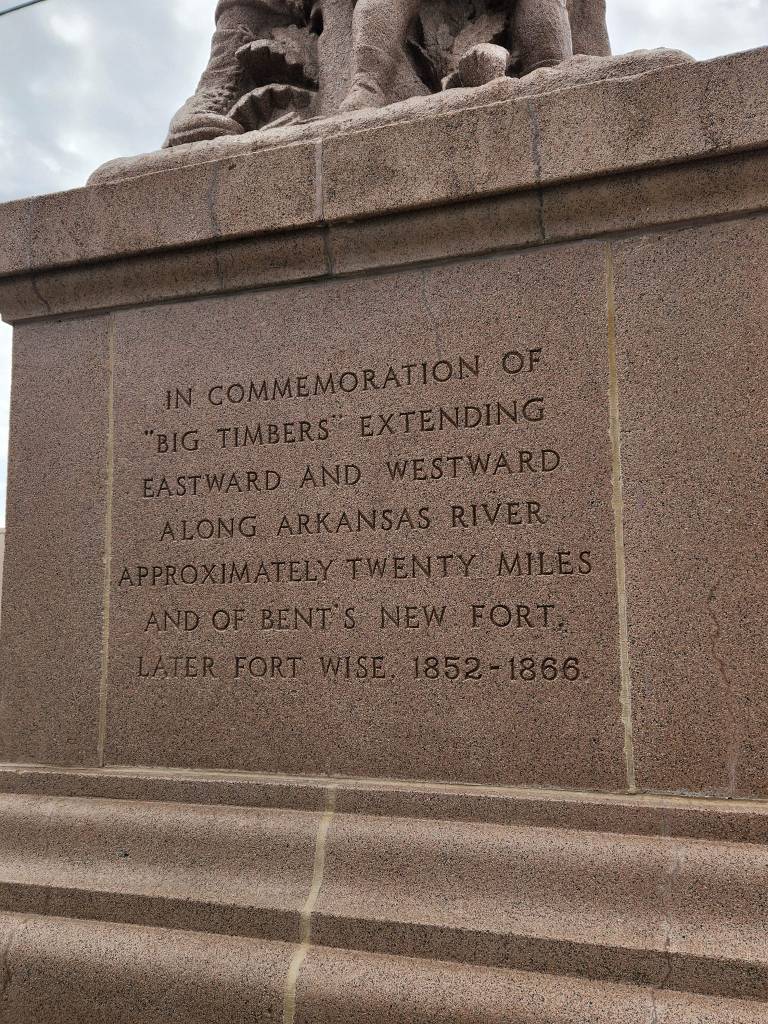 IN COMMEMORATION OF
"BIG TIMBERS" EXTENDING
EASTWARD AND WESTWARD
ALONG ARKANSAS RIVER
APPROXIMATELY TWENTY MILES
AND OF BENT'S NEW FORT,
LATER FORT WISE. 1852-1866.